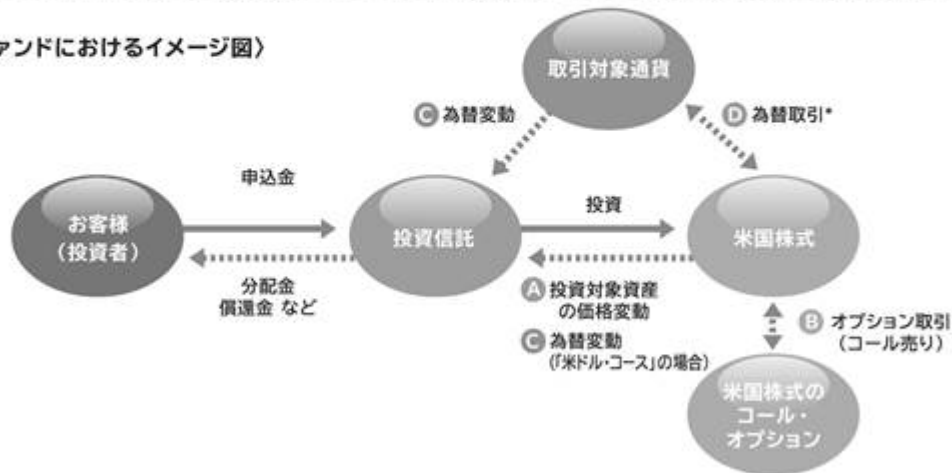 ァンドにおけるイメージ図〉
取引対象通貨
C 為替変動
D 為替取引*
申込金
投資
お客様
（投資者）
投資信託
米国株式
分配金
償還金 など
A 投資対象資産
の価格変動
C 為替変動
（「米ドル・コース」の場合）
B オプション取引
（コール売り）
米国株式の
コール・
オプション